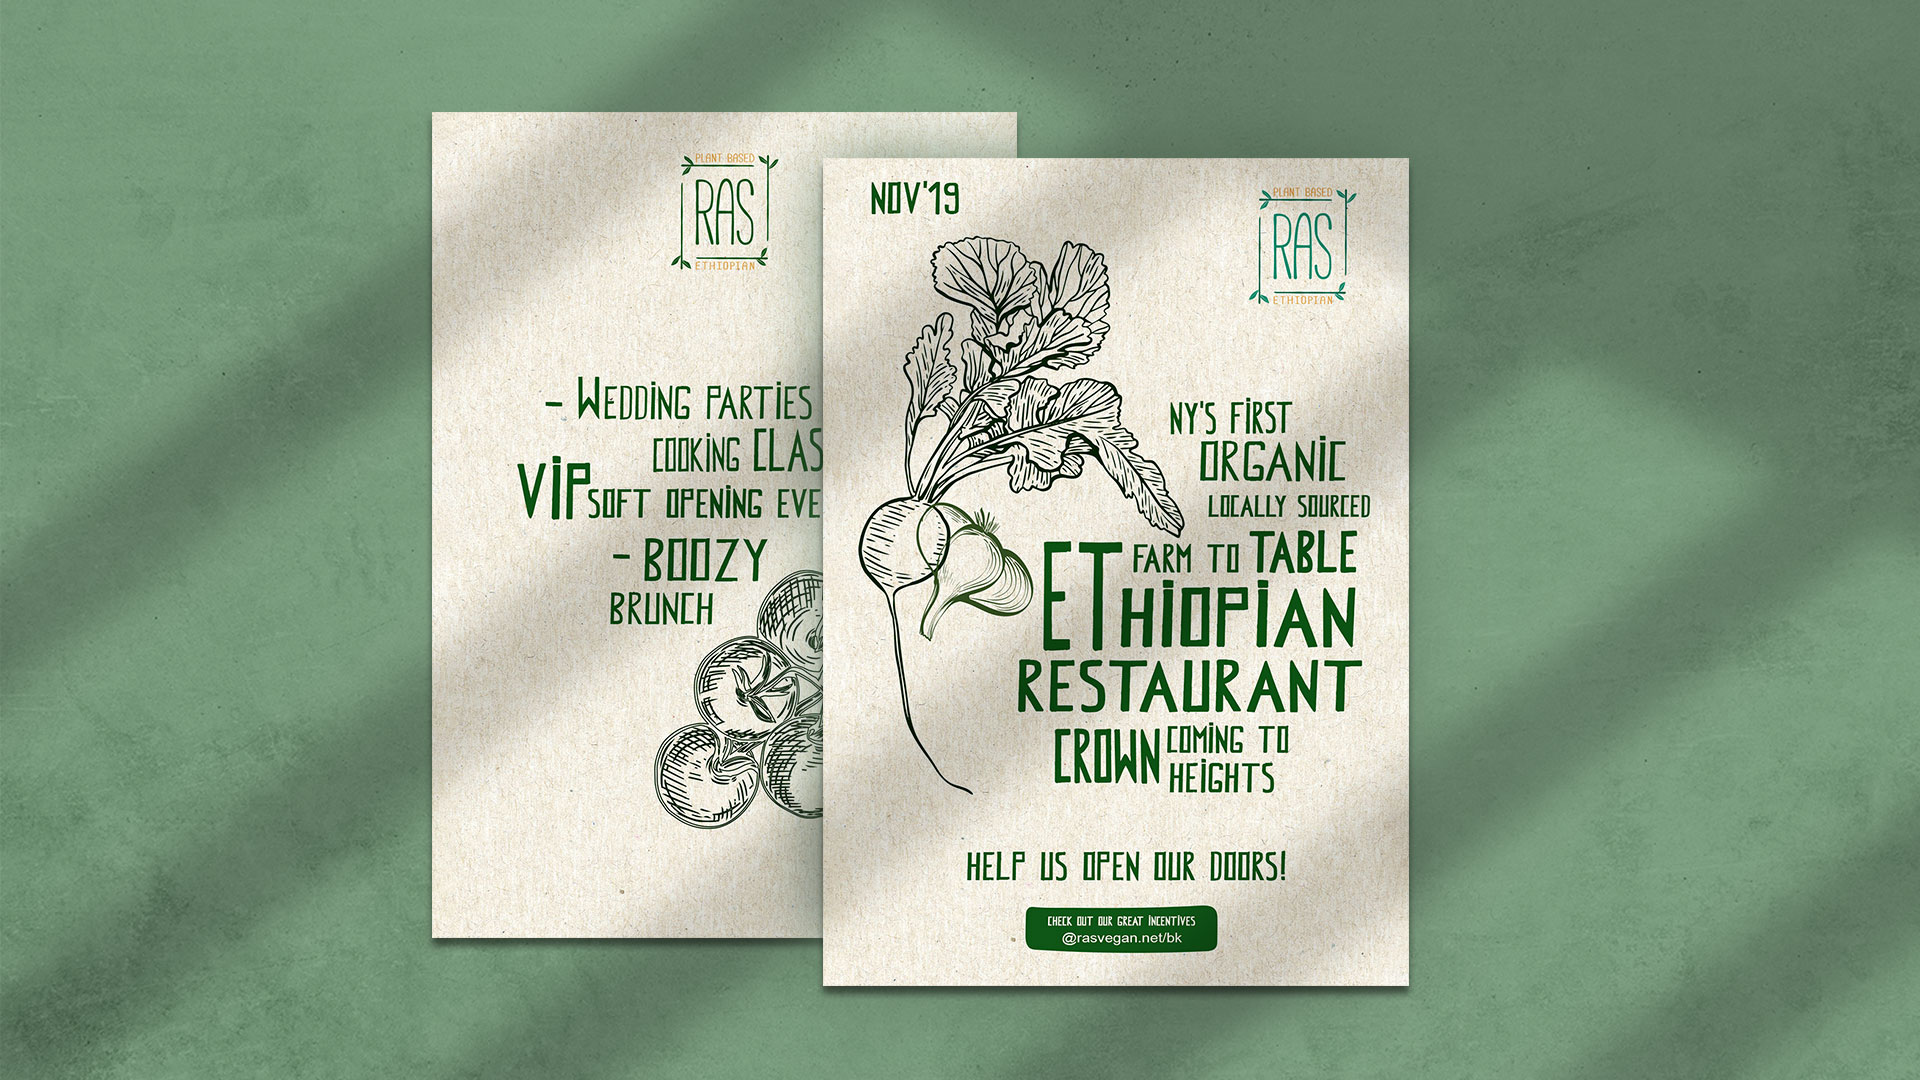 PLANT BASED
RAS
ETHIOPIAN
- WEDDING PARTIES
COOKING
VIP SOFT OPENING
- BOOZY
BRUNCH
NOV'19
PLANT BASED
RAS
ETHIOPIAN
NY'S FIRST
ORGANIC
LOCALLY SOURCED
FARM TO TABLE
ETHIOPIAN
RESTAURANT
CROWN COMING TO
HEIGHTS
HELP US OPEN OUR DOORS!
CHECK OUT OUR GREAT INCENTIVES
@rasvegan.net/bk